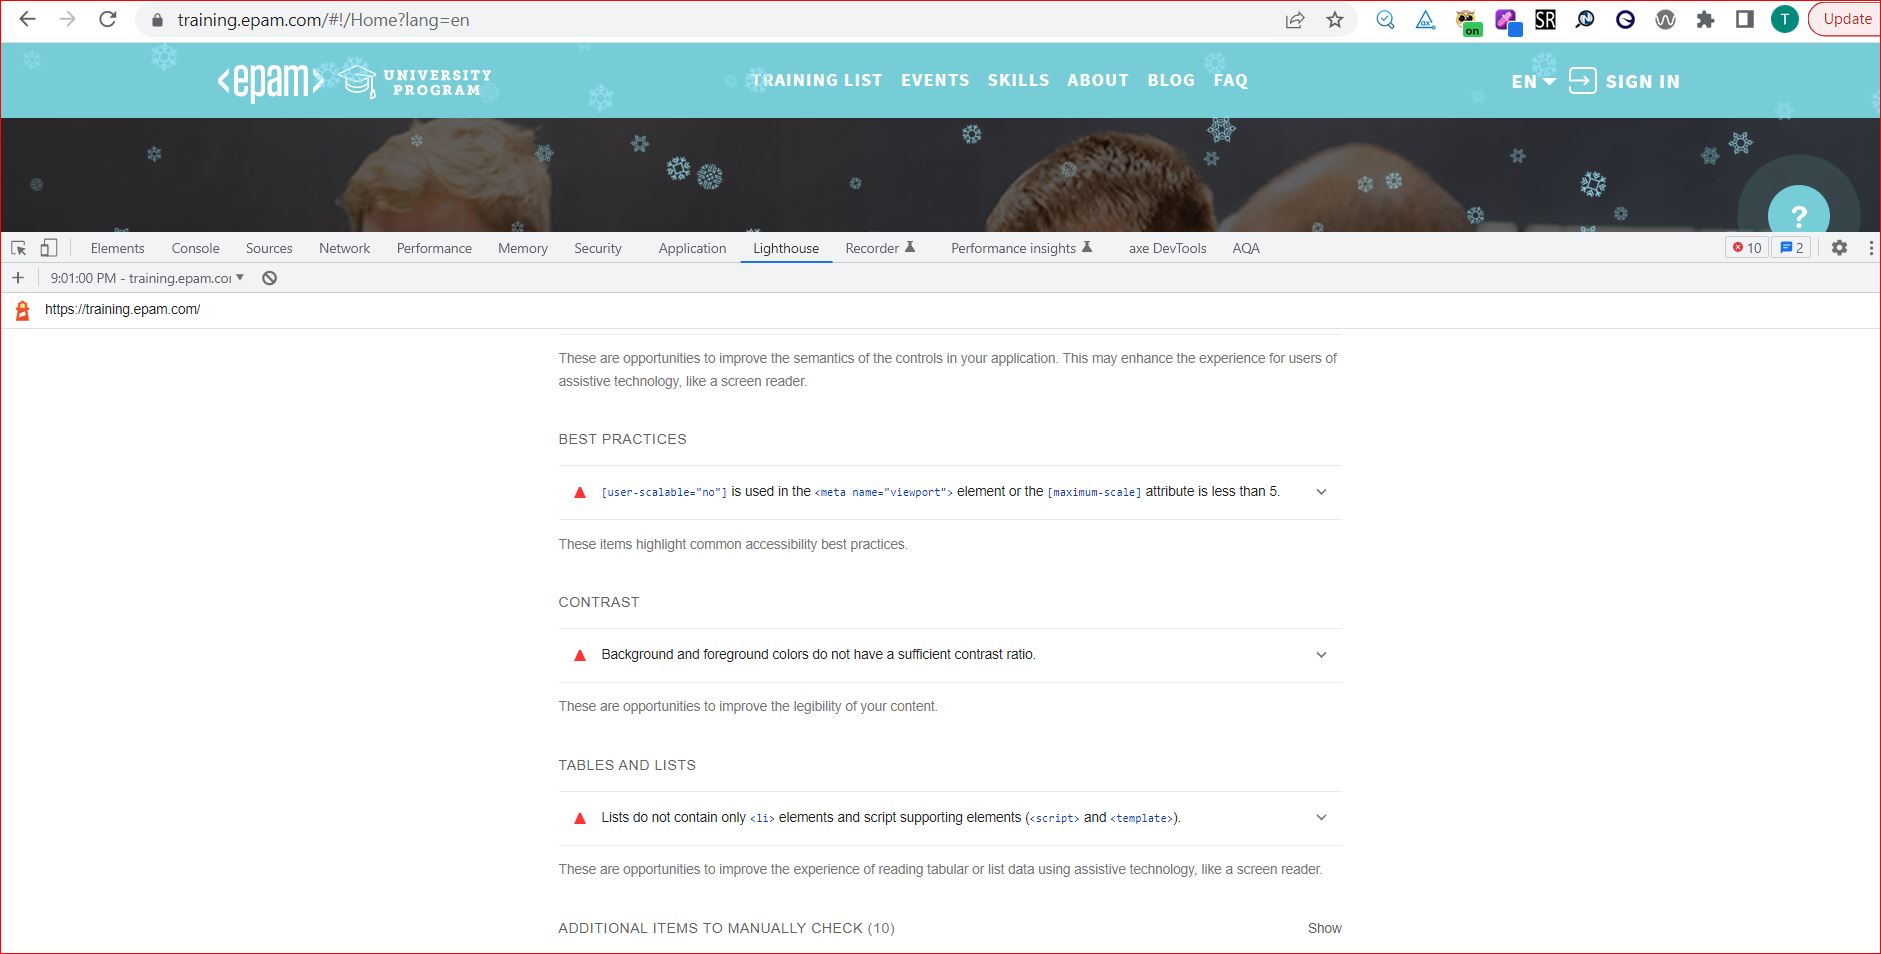 training.epam.com/#!/Home?lang=en
on
SR
T
Update
<epam>
UNIVERSITY
PROGRAM
TRAINING LIST EVENTS SKILLS ABOUT BLOG FAQ
EN SIGN IN
?
Elements Console Sources Network Performance Memory Security Application Lighthouse Recorder Performance insights axe DevTools AQA 10 2
9:01:00 PM - training.epam.co
https://training.epam.com/
These are opportunities to improve the semantics of the controls in your application. This may enhance the experience for users of
assistive technology, like a screen reader.
BEST PRACTICES
[user-scalable="no"] is used in the <meta name="viewport"> element or the [maximum-scale] attribute is less than 5.
These items highlight common accessibility best practices.
CONTRAST
Background and foreground colors do not have a sufficient contrast ratio.
These are opportunities to improve the legibility of your content.
TABLES AND LISTS
Lists do not contain only <li> elements and script supporting elements (<script> and <template>).
These are opportunities to improve the experience of reading tabular or list data using assistive technology, like a screen reader.
ADDITIONAL ITEMS TO MANUALLY CHECK (10) Show